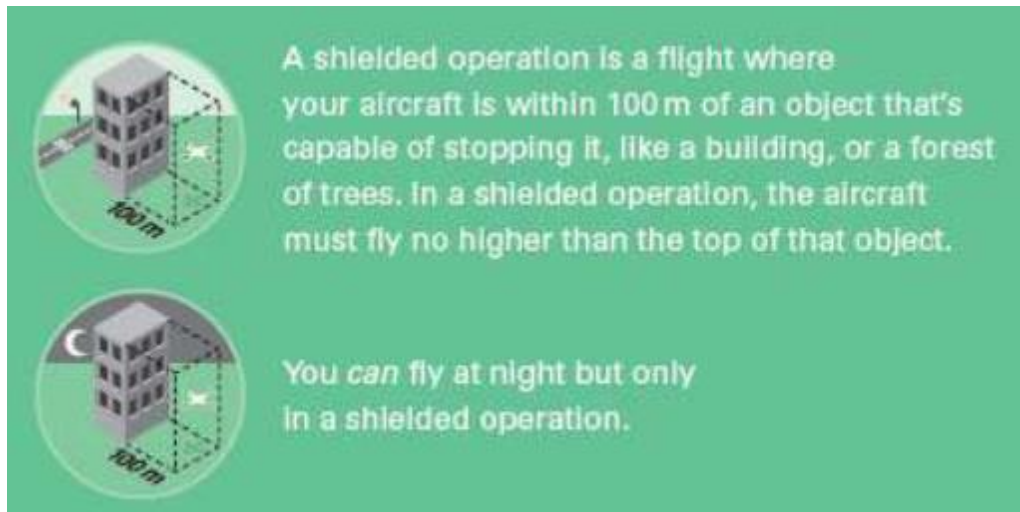 A shielded operation is a flight where
your aircraft is within 100 m of an object that's
capable of stopping it, like a building, or a forest
of trees. In a shielded operation, the aircraft
must fly no higher than the top of that object.
100 m
You can fly at night but only
in a shielded operation.
100 m